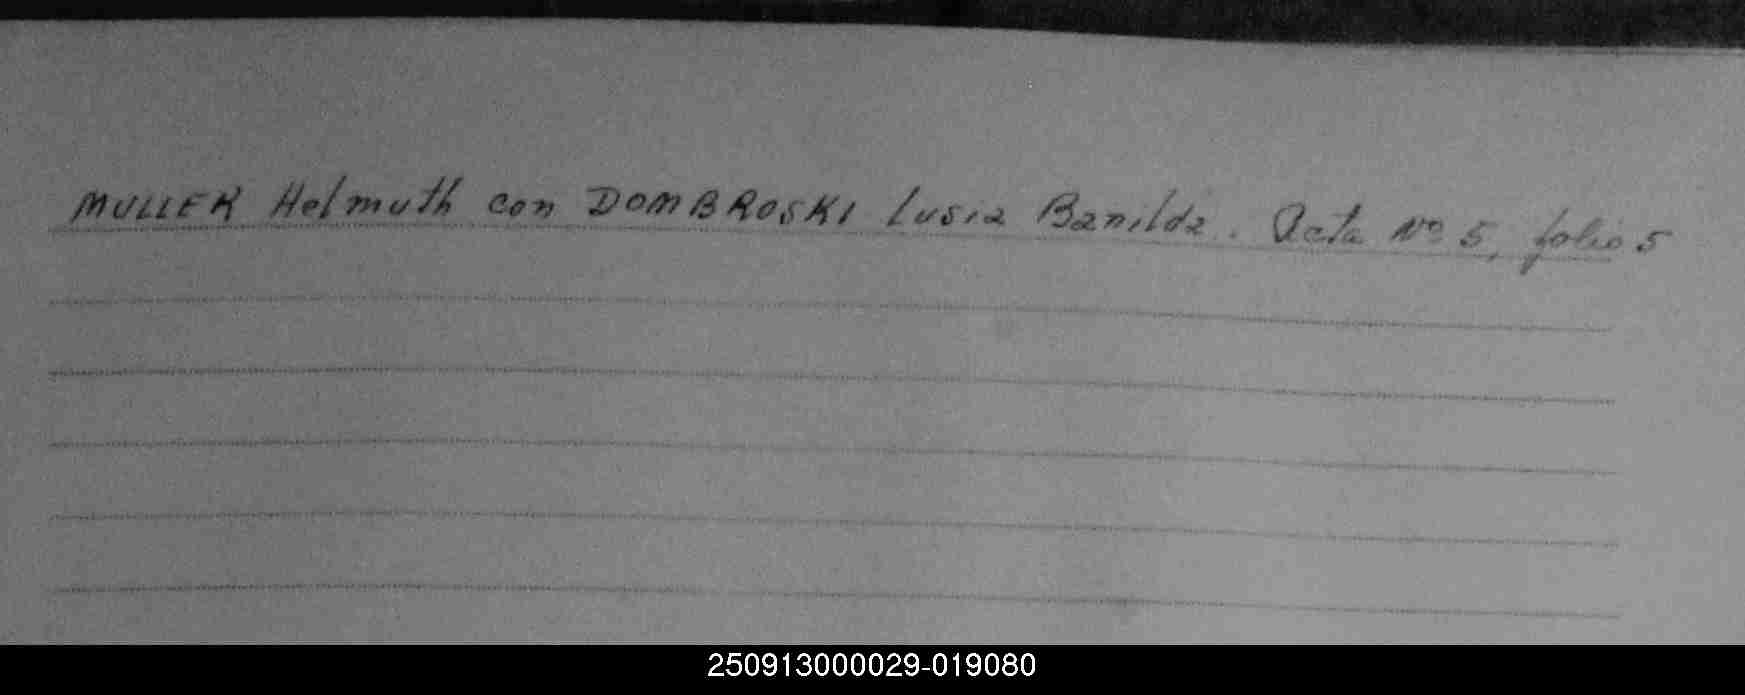 MULLER Helmuth con DOMBROSKI Lusia Banilda. Acta Nº 5, folio 5
250913000029-019080